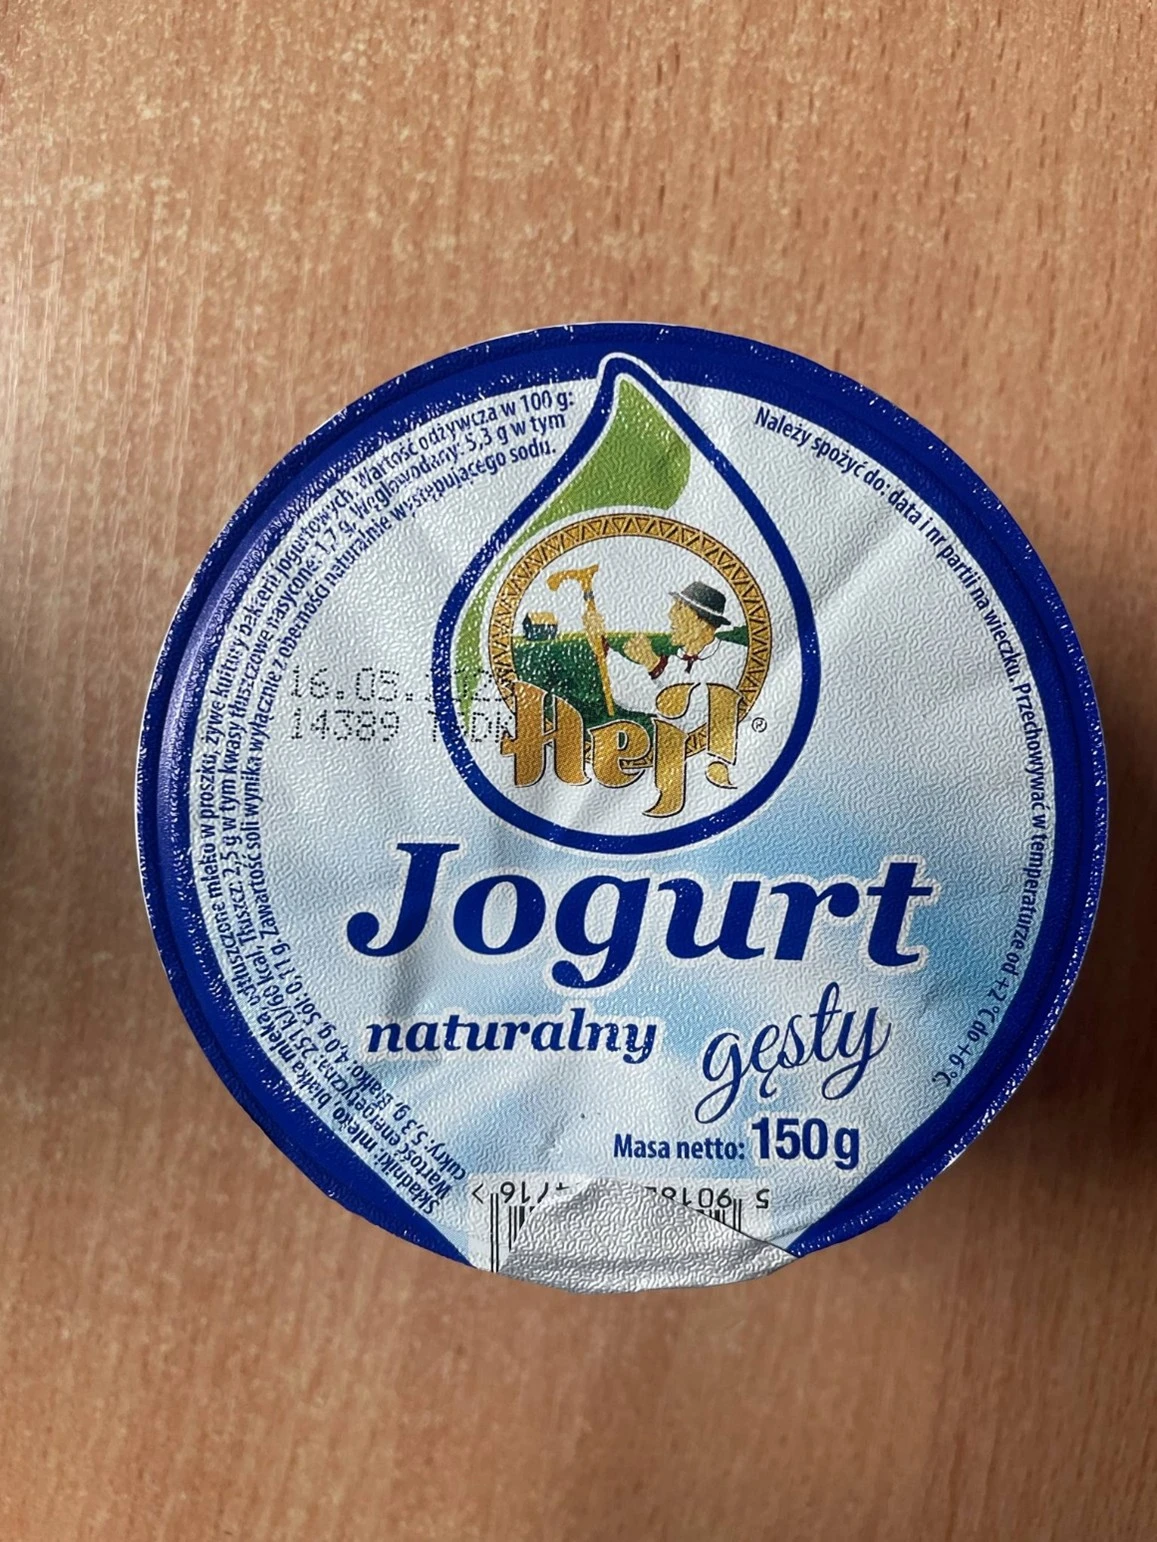 Składniki: mleko, białka mleka, odtłuszczone mleko w proszku, żywe kultury bakterii jogurtowych. Wartość odżywcza w 100 g:
Wartość energetyczna: 251 kJ/60 kcal, Tłuszcz: 2,5 g w tym kwasy tłuszczowe nasycone: 1,7 g, Węglowodany: 5,3 g w tym
cukry: 5,3 g, Białko: 4,0 g, Sól: 0,11 g. Zawartość soli wynika wyłącznie z obecności naturalnie występującego sodu.
Należy spożyć do: data i nr partii na wieczku. Przechowywać w temperaturze od +2°C do +6°C.
16.03.
14389
Hej!®
Jogurt
naturalny
gęsty
Masa netto: 150 g